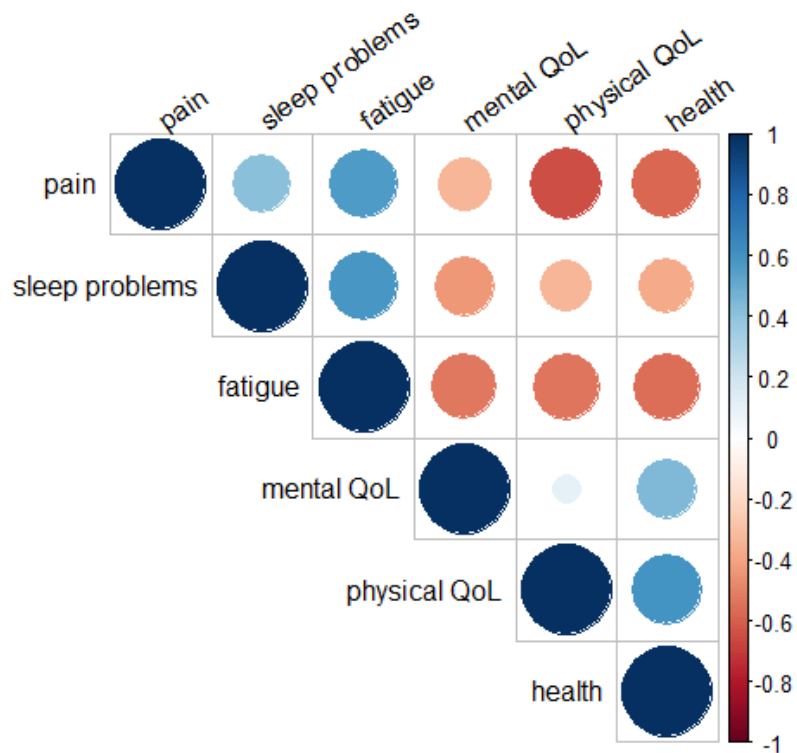 pain
sleep problems
fatigue
mental QoL
physical QoL
health
pain
sleep problems
fatigue
mental QoL
physical QoL
health
1
0.8
0.6
0.4
0.2
0
-0.2
-0.4
-0.6
-0.8
-1